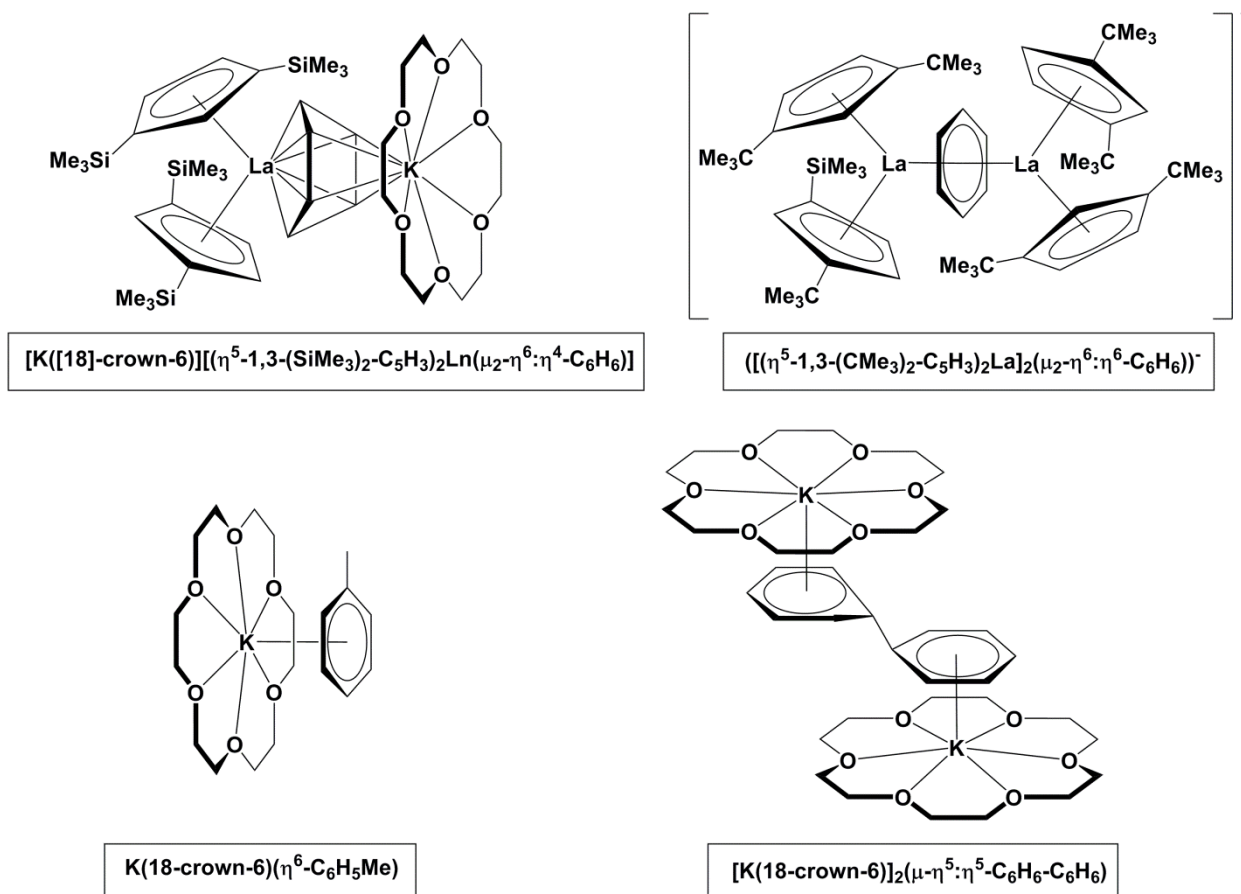 O
SiMe₃
O
O
Me₃Si
SiMe₃
La
K
O
O
O
Me₃Si
[K([18]-crown-6)][(η⁵-1,3-(SiMe₃)₂-C₅H₃)₂Ln(μ₂-η⁶:η⁴-C₆H₆)]
CMe₃
CMe₃
Me₃C
SiMe₃
La
La
Me₃C
CMe₃
Me₃C
Me₃C
([(η⁵-1,3-(CMe₃)₂-C₅H₃)₂La]₂(μ₂-η⁶:η⁶-C₆H₆))⁻
O
O
O
K
O
O
O
K(18-crown-6)(η⁶-C₆H₅Me)
O
O
O
K
O
O
O
O
O
O
K
O
O
O
[K(18-crown-6)]₂(μ-η⁵:η⁵-C₆H₆-C₆H₆)